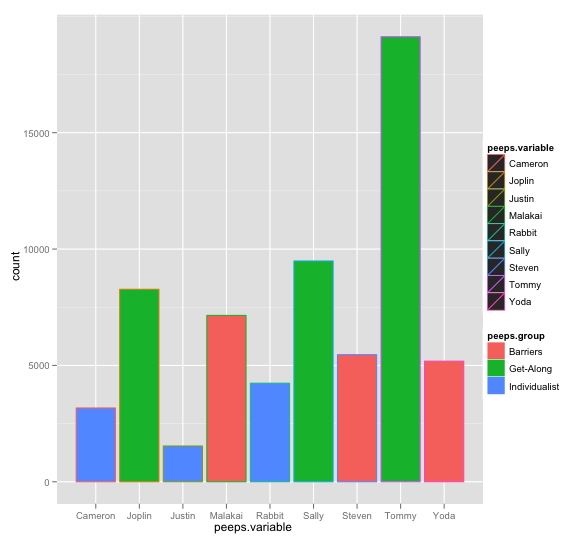 15000
10000
5000
0
count
Cameron Joplin Justin Malakai Rabbit Sally Steven Tommy Yoda
peeps.variable
peeps.variable
Cameron
Joplin
Justin
Malakai
Rabbit
Sally
Steven
Tommy
Yoda
peeps.group
Barriers
Get-Along
Individualist